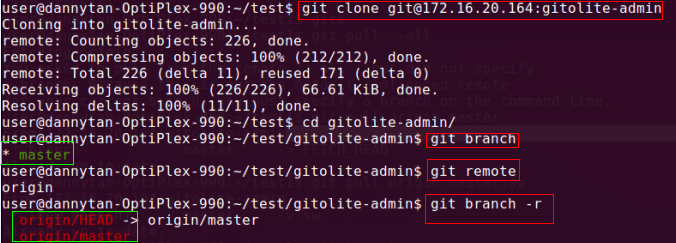 user@dannytan-OptiPlex-990:~/test$ git clone git@172.16.20.164:gitolite-admin
Cloning into gitolite-admin...
remote: Counting objects: 226, done.
remote: Compressing objects: 100% (212/212), done.
remote: Total 226 (delta 11), reused 171 (delta 0)
Receiving objects: 100% (226/226), 66.61 KiB, done.
Resolving deltas: 100% (11/11), done.
user@dannytan-OptiPlex-990:~/test$ cd gitolite-admin/
user@dannytan-OptiPlex-990:~/test/gitolite-admin$ git branch
* master
user@dannytan-OptiPlex-990:~/test/gitolite-admin$ git remote
origin
user@dannytan-OptiPlex-990:~/test/gitolite-admin$ git branch -r
origin/HEAD -> origin/master
origin/master